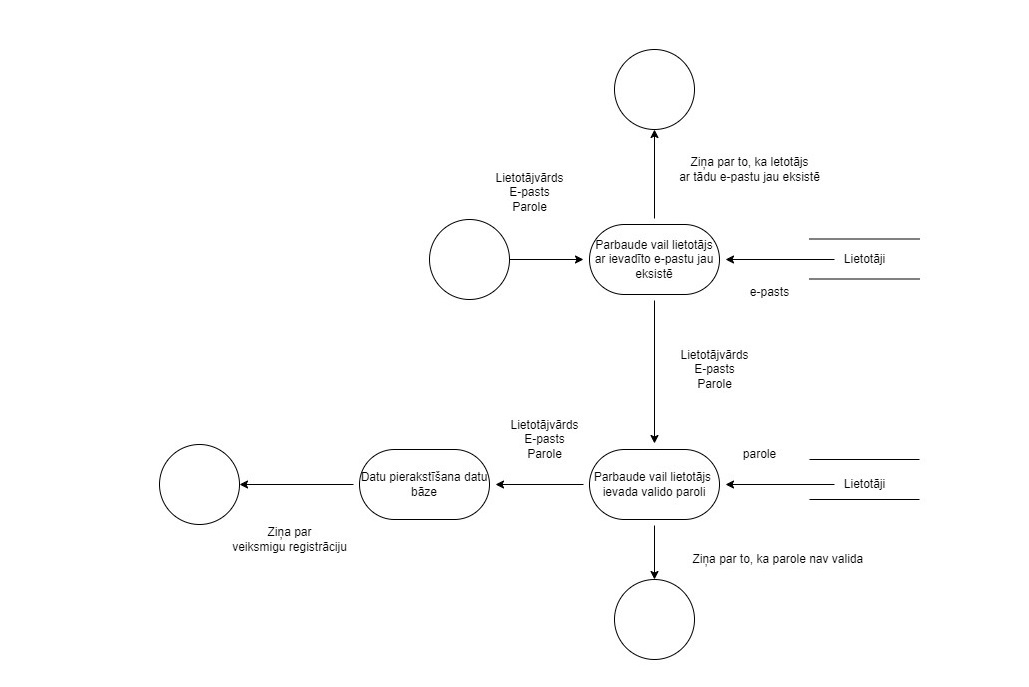 Ziņa par to, ka letotājs
ar tādu e-pastu jau eksistē
Lietotājvārds
E-pasts
Parole
Parbaude vail lietotājs
ar ievadīto e-pastu jau
eksistē
Lietotāji
e-pasts
Lietotājvārds
E-pasts
Parole
Lietotājvārds
E-pasts
Parole
parole
Datu pierakstīšana datu
bāze
Parbaude vail lietotājs
ievada valido paroli
Lietotāji
Ziņa par
veiksmigu registrāciju
Ziņa par to, ka parole nav valida